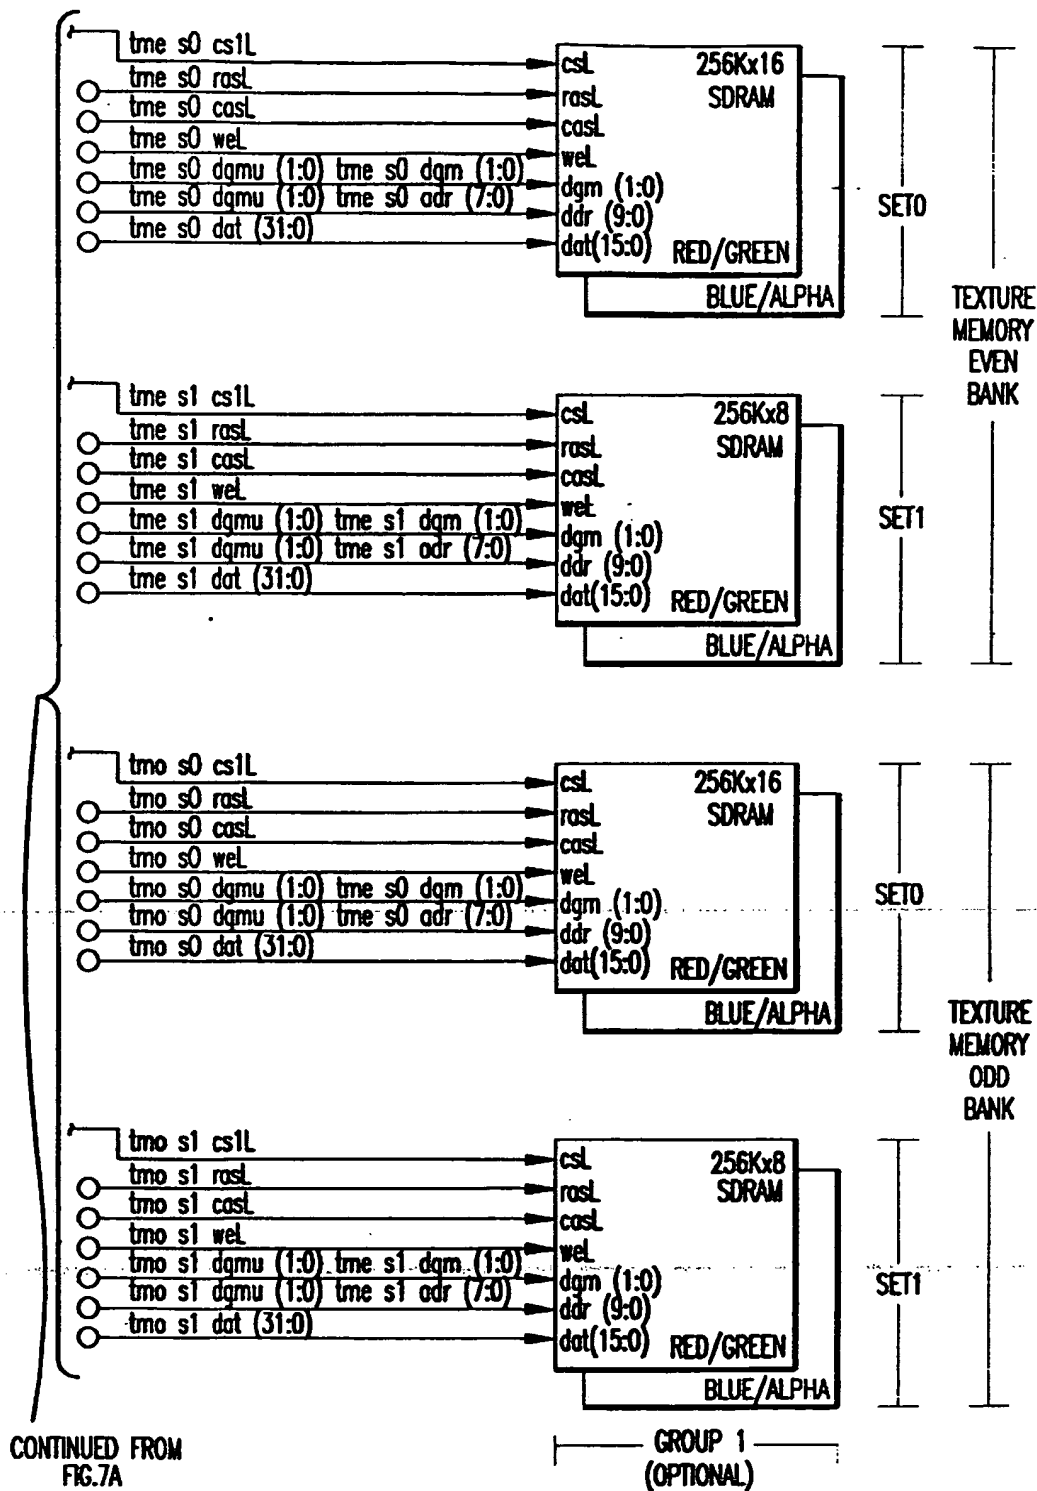 tme s0 cs1L
tme s0 rasL
tme s0 casL
tme s0 weL
tme s0 dqmu (1:0) tme s0 dqm (1:0)
tme s0 dqmu (1:0) tme s0 adr (7:0)
tme s0 dat (31:0)
csL
rasL
casL
weL
dqm (1:0)
ddr (9:0)
dat(15:0)
256Kx16
SDRAM
RED/GREEN
BLUE/ALPHA
SET0
tme s1 cs1L
tme s1 rasL
tme s1 casL
tme s1 weL
tme s1 dqmu (1:0) tme s1 dqm (1:0)
tme s1 dqmu (1:0) tme s1 adr (7:0)
tme s1 dat (31:0)
csL
rasL
casL
weL
dqm (1:0)
ddr (9:0)
dat(15:0)
256Kx8
SDRAM
RED/GREEN
BLUE/ALPHA
SET1
TEXTURE
MEMORY
EVEN
BANK
tmo s0 cs1L
tmo s0 rasL
tmo s0 casL
tmo s0 weL
tmo s0 dqmu (1:0) tme s0 dqm (1:0)
tmo s0 dqmu (1:0) tme s0 adr (7:0)
tmo s0 dat (31:0)
csL
rasL
casL
weL
dqm (1:0)
ddr (9:0)
dat(15:0)
256Kx16
SDRAM
RED/GREEN
BLUE/ALPHA
SET0
tmo s1 cs1L
tmo s1 rasL
tmo s1 casL
tmo s1 weL
tmo s1 dqmu (1:0) tme s1 dqm (1:0)
tmo s1 dqmu (1:0) tme s1 adr (7:0)
tmo s1 dat (31:0)
csL
rasL
casL
weL
dqm (1:0)
ddr (9:0)
dat(15:0)
256Kx8
SDRAM
RED/GREEN
BLUE/ALPHA
SET1
TEXTURE
MEMORY
ODD
BANK
CONTINUED FROM
FIG.7A
GROUP 1
(OPTIONAL)